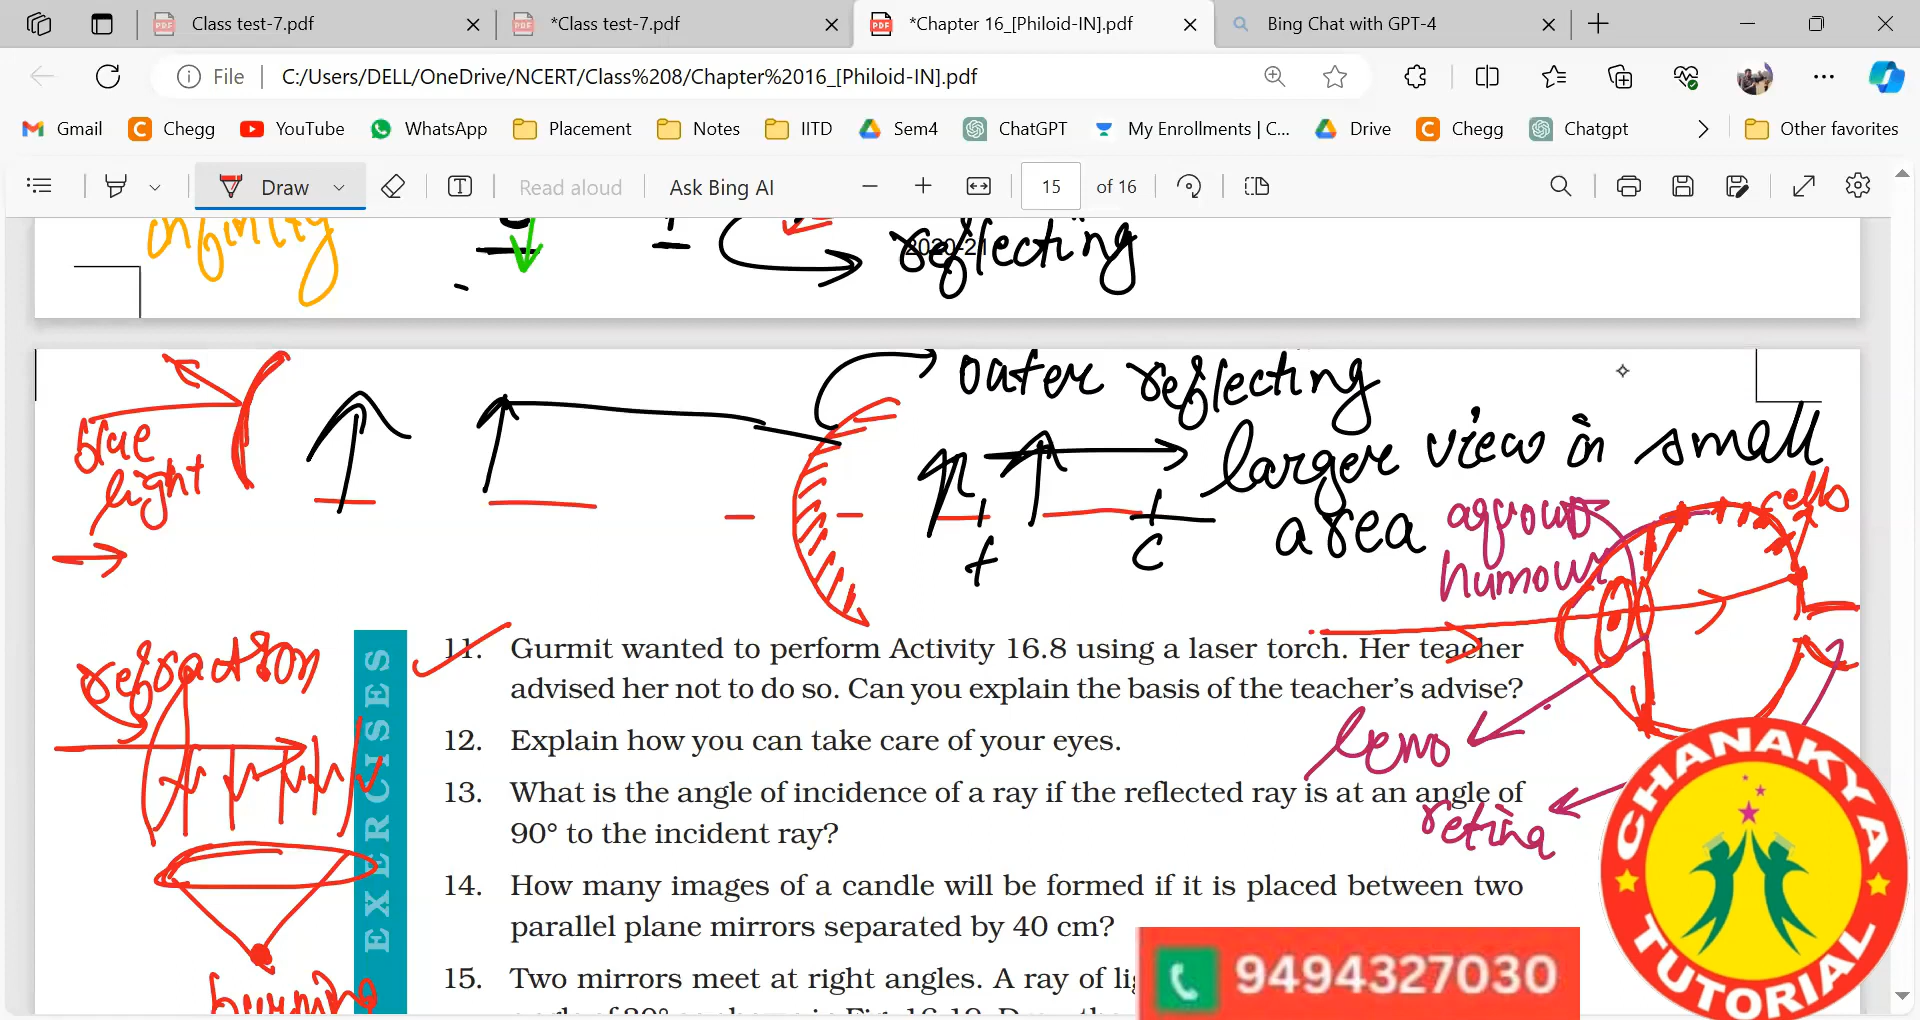 Class test-7.pdf
*Class test-7.pdf
*Chapter 16_[Philoid-IN].pdf
Bing Chat with GPT-4
File
C:/Users/DELL/OneDrive/NCERT/Class%208/Chapter%2016_[Philoid-IN].pdf
Gmail
Chegg
YouTube
WhatsApp
Placement
Notes
IITD
Sem4
ChatGPT
My Enrollments | C...
Drive
Chegg
Chatgpt
Other favorites
Draw
Read aloud
Ask Bing AI
15 of 16
infinity
2020-21
reflecting
outer reflecting
blue
light
larger view in small
area
f
C
cells
aqueous
humour
refraction
EXERCISES
11. Gurmit wanted to perform Activity 16.8 using a laser torch. Her teacher
advised her not to do so. Can you explain the basis of the teacher's advise?
lens
12. Explain how you can take care of your eyes.
13. What is the angle of incidence of a ray if the reflected ray is at an angle of
90° to the incident ray?
retina
14. How many images of a candle will be formed if it is placed between two
parallel plane mirrors separated by 40 cm?
15. Two mirrors meet at right angles. A ray of
burning
9494327030
CHANAKYA
TUTORIAL